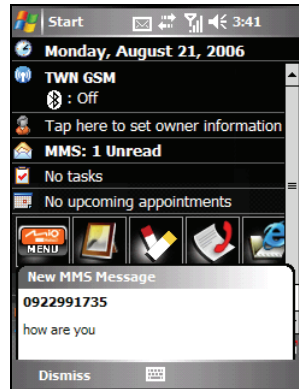 Start 3:41
Monday, August 21, 2006
TWN GSM
: Off
Tap here to set owner information
MMS: 1 Unread
No tasks
No upcoming appointments
mio
MENU
New MMS Message
0922991735
how are you
Dismiss